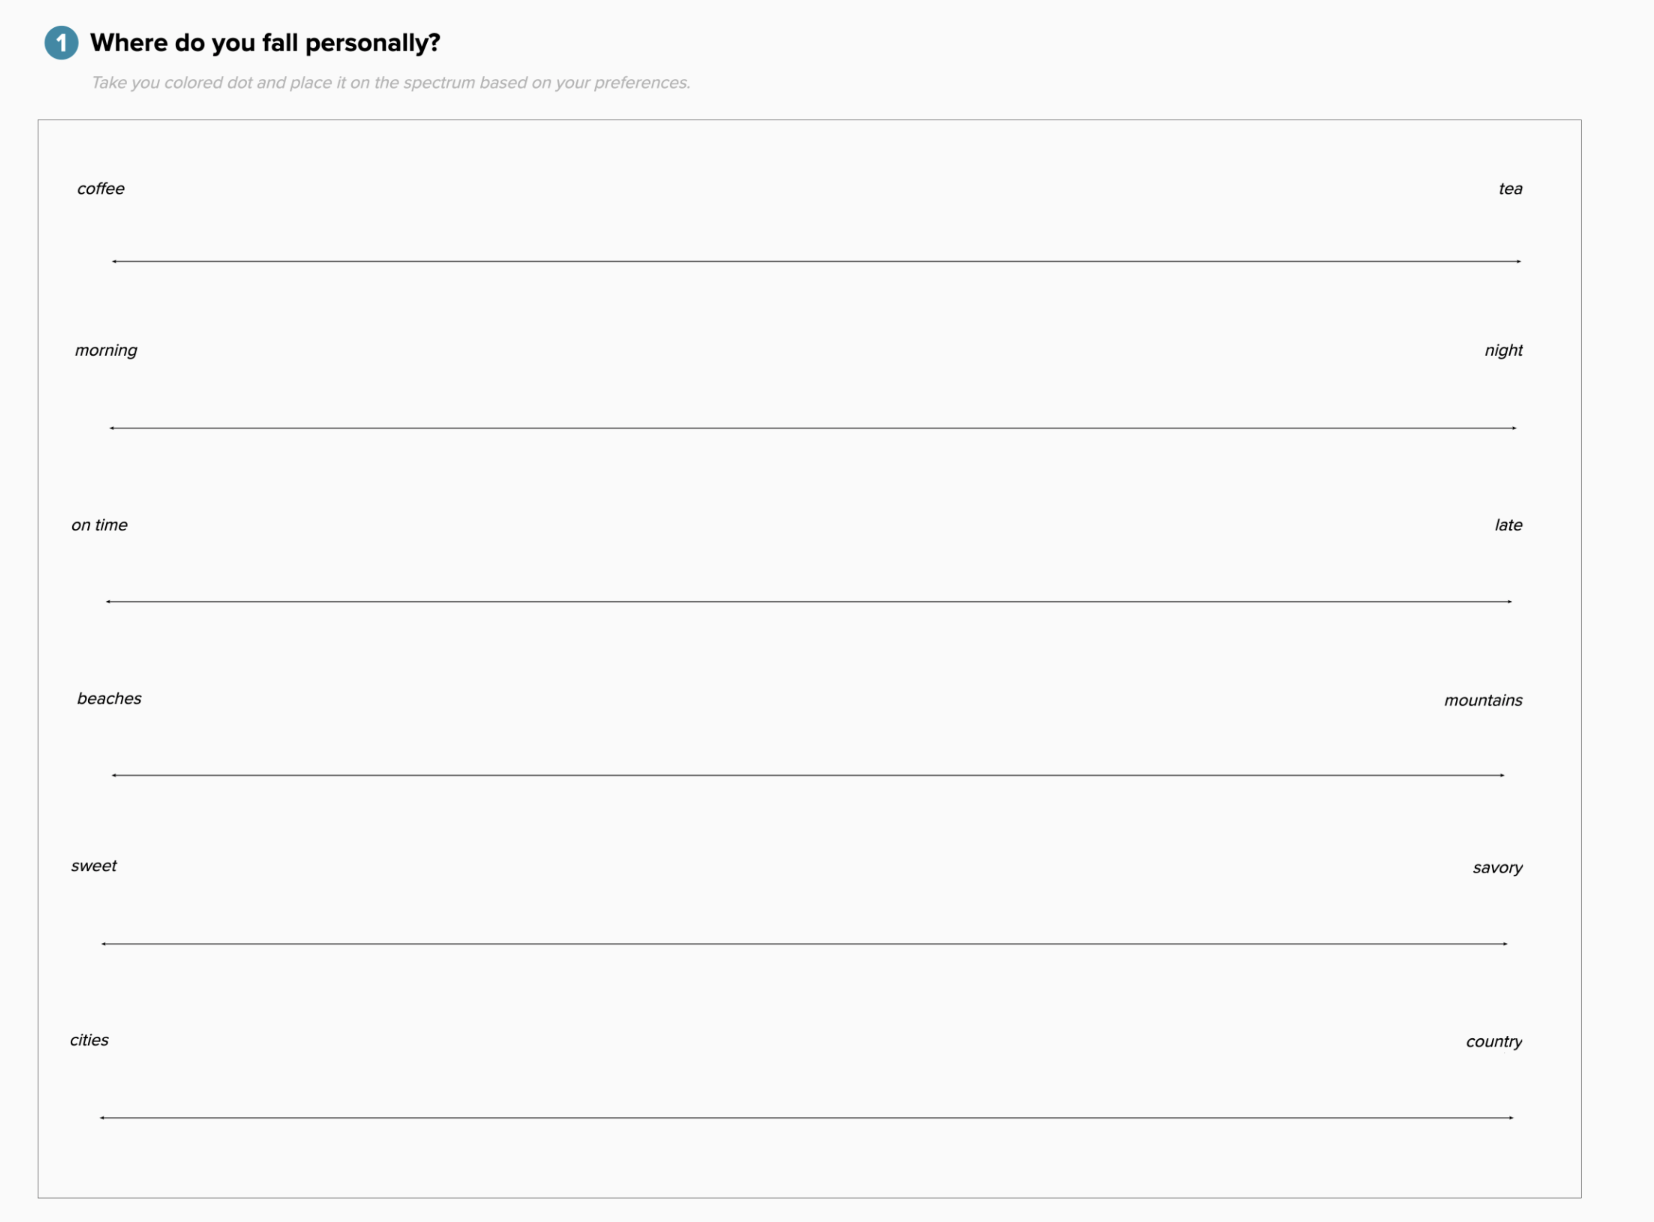 1 Where do you fall personally?
Take you colored dot and place it on the spectrum based on your preferences.
coffee tea
morning night
on time late
beaches mountains
sweet savory
cities country